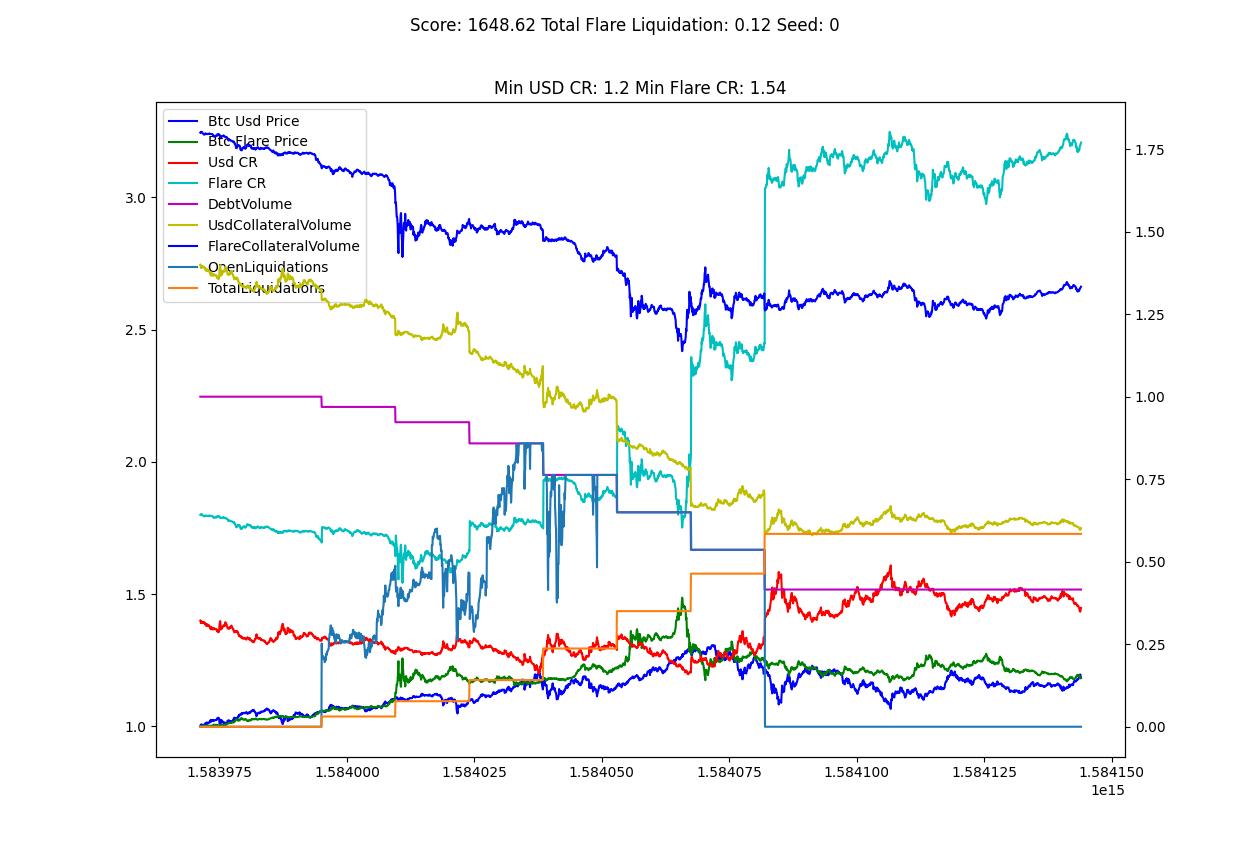 Score: 1648.62 Total Flare Liquidation: 0.12 Seed: 0
Min USD CR: 1.2 Min Flare CR: 1.54
Btc Usd Price
Btc Flare Price
Usd CR
Flare CR
DebtVolume
UsdCollateralVolume
FlareCollateralVolume
OpenLiquidations
TotalLiquidations
3.0
2.5
2.0
1.5
1.0
1.75
1.50
1.25
1.00
0.75
0.50
0.25
0.00
1.583975 1.584000 1.584025 1.584050 1.584075 1.584100 1.584125 1.584150
1e15